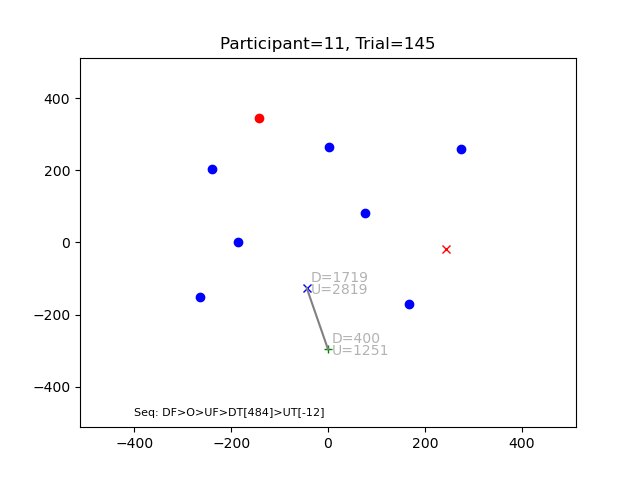 Participant=11, Trial=145
400
200
0
−200
−400
D=1719
U=2819
D=400
U=1251
Seq: DF>O>UF>DT[484]>UT[-12]
−400
−200
0
200
400